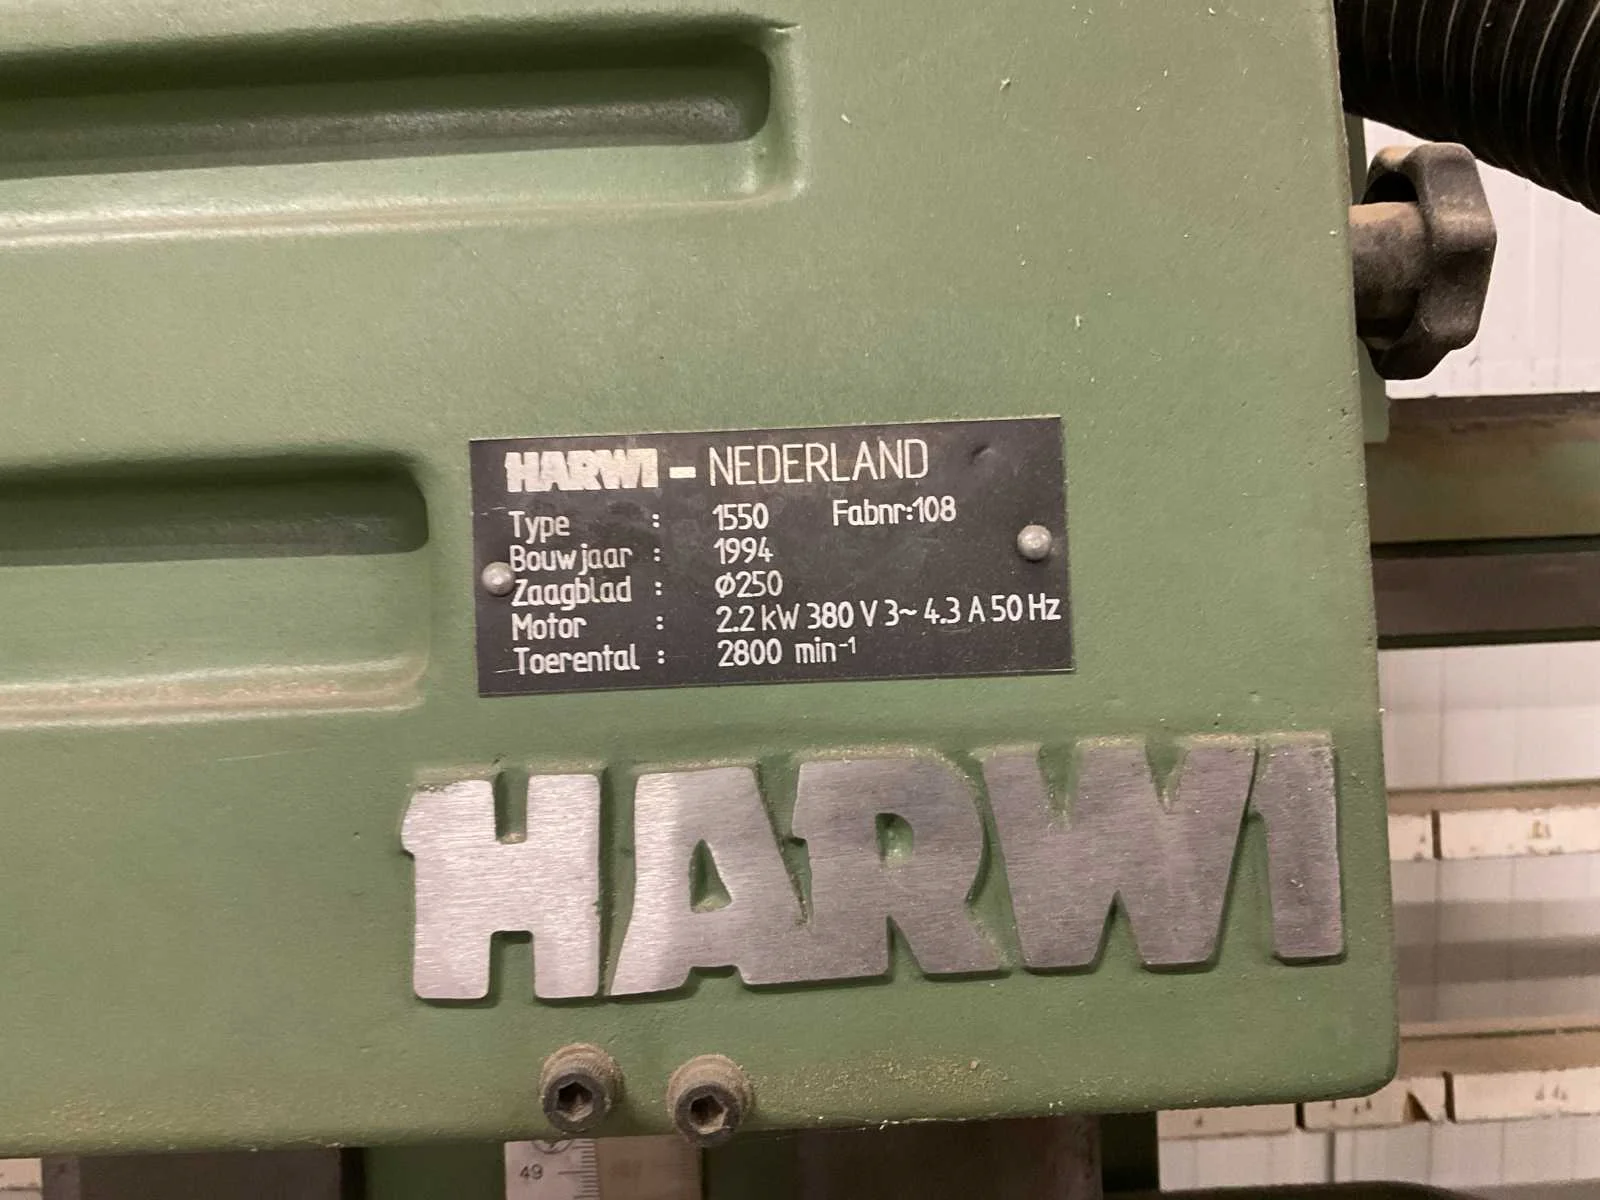 HARWI - NEDERLAND
Type : 1550 Fabnr:108
Bouwjaar : 1994
Zaagblad : Ø250
Motor : 2.2 kW 380 V 3~ 4.3 A 50 Hz
Toerental : 2800 min⁻¹
HARWI
49